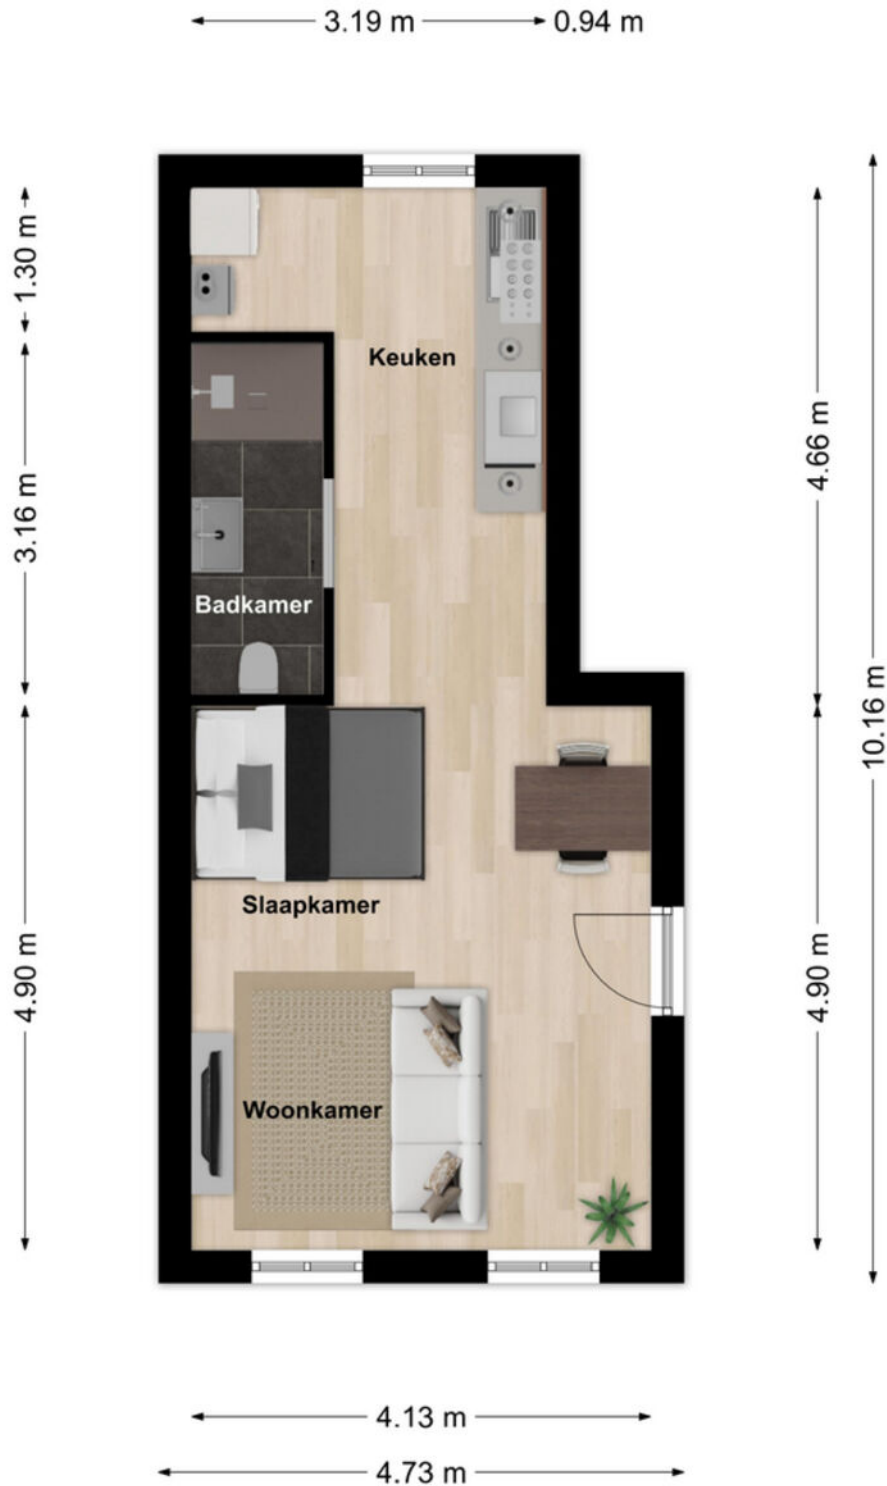 3.19 m
0.94 m
1.30 m
3.16 m
4.90 m
Keuken
Badkamer
Slaapkamer
Woonkamer
4.66 m
4.90 m
10.16 m
4.13 m
4.73 m